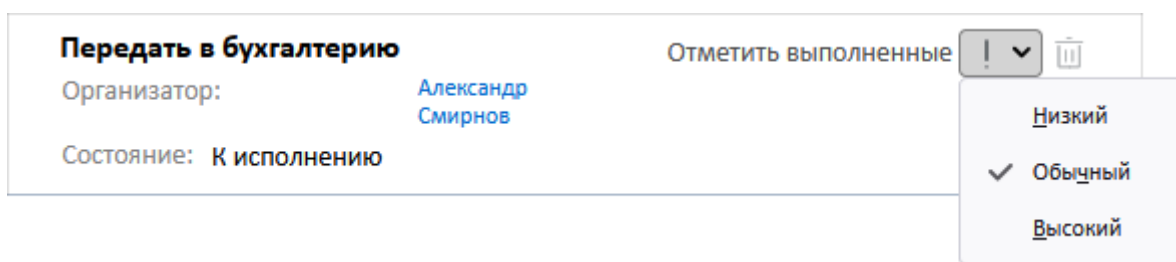 Передать в бухгалтерию
Отметить выполненные
Организатор:
Александр
Смирнов
Состояние: К исполнению
Низкий
Обычный
Высокий